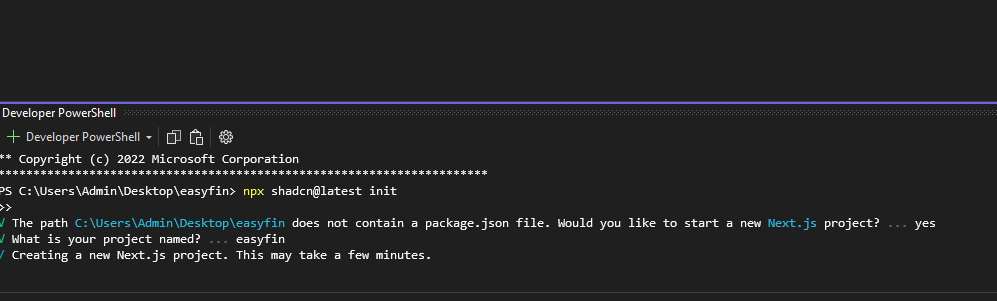 Developer PowerShell
Developer PowerShell
** Copyright (c) 2022 Microsoft Corporation
**********************************************************************
PS C:\Users\Admin\Desktop\easyfin> npx shadcn@latest init
>>
√ The path C:\Users\Admin\Desktop\easyfin does not contain a package.json file. Would you like to start a new Next.js project? ... yes
√ What is your project named? ... easyfin
/ Creating a new Next.js project. This may take a few minutes.